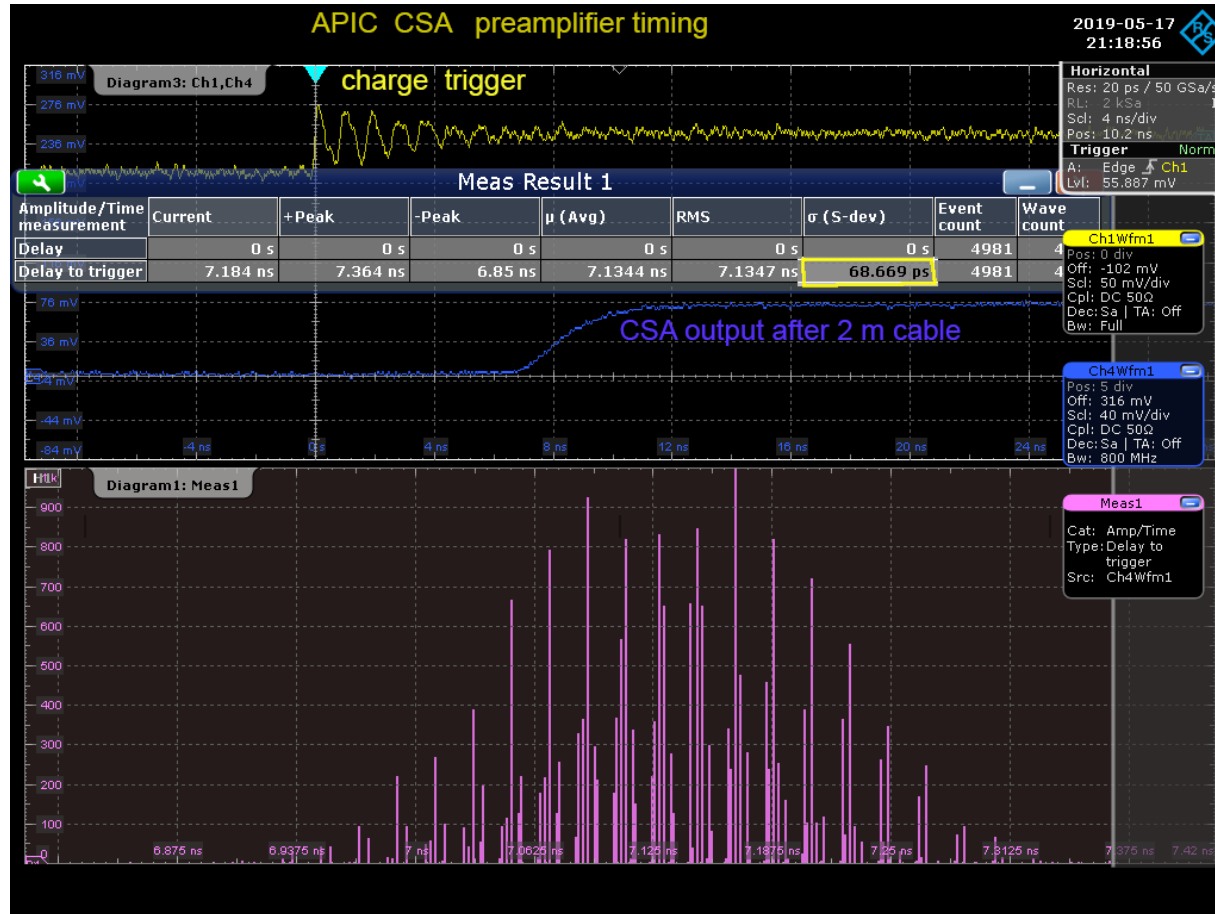 APIC CSA preamplifier timing
2019-05-17
21:18:56
316 mV
Diagram3: Ch1,Ch4
charge trigger
276 mV
236 mV
Horizontal
Res: 20 ps / 50 GSa/s
RL: 2 kSa
Scl: 4 ns/div
Pos: 10.2 ns
Trigger Norm
A: Edge Ch1
Lvl: 55.887 mV
Meas Result 1
Amplitude/Time measurement Current +Peak -Peak μ (Avg) RMS σ (S-dev) Event count Wave count
Delay 0 s 0 s 0 s 0 s 0 s 0 s 4981 4
Delay to trigger 7.184 ns 7.364 ns 6.85 ns 7.1344 ns 7.1347 ns 68.669 ps 4981 4
Ch1Wfm1
Pos: 0 div
Off: -102 mV
Scl: 50 mV/div
Cpl: DC 50Ω
Dec: Sa | TA: Off
Bw: Full
76 mV
CSA output after 2 m cable
36 mV
-44 mV
-84 mV
-4 ns 0 s 4 ns 8 ns 12 ns 16 ns 20 ns 24 ns
Ch4Wfm1
Pos: 5 div
Off: 316 mV
Scl: 40 mV/div
Cpl: DC 50Ω
Dec: Sa | TA: Off
Bw: 800 MHz
Diagram1: Meas1
900
800
700
600
500
400
300
200
100
0
6.875 ns 6.9375 ns 7 ns 7.0625 ns 7.125 ns 7.1875 ns 7.25 ns 7.3125 ns 7.375 ns 7.42 ns
Meas1
Cat: Amp/Time
Type: Delay to
trigger
Src: Ch4Wfm1